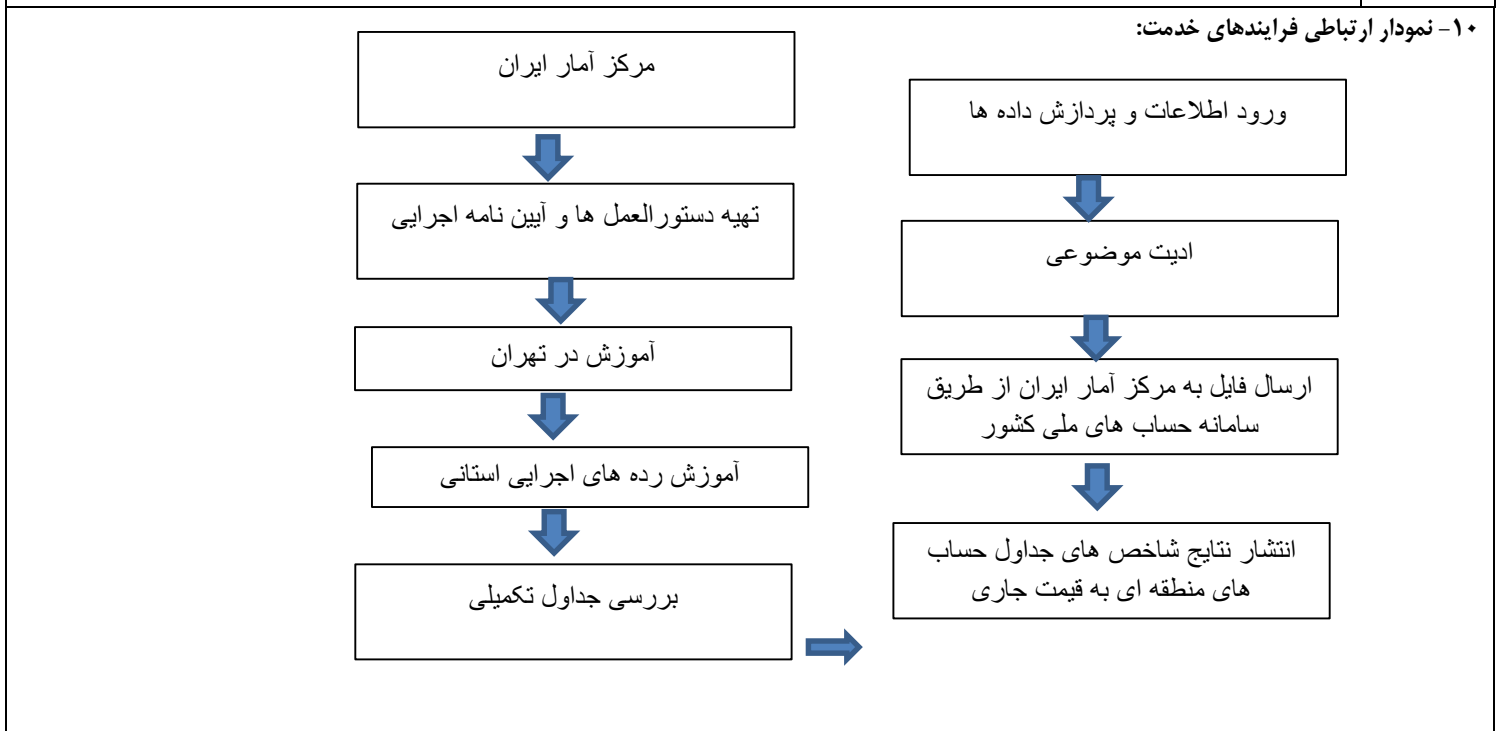 ۱۰- نمودار ارتباطی فرایندهای خدمت:
مرکز آمار ایران
تهیه دستورالعمل ها و آیین نامه اجرایی
آموزش در تهران
آموزش رده های اجرایی استانی
بررسی جداول تکمیلی
ورود اطلاعات و پردازش داده ها
ادیت موضوعی
ارسال فایل به مرکز آمار ایران از طریق
سامانه حساب های ملی کشور
انتشار نتایج شاخص های جداول حساب
های منطقه ای به قیمت جاری